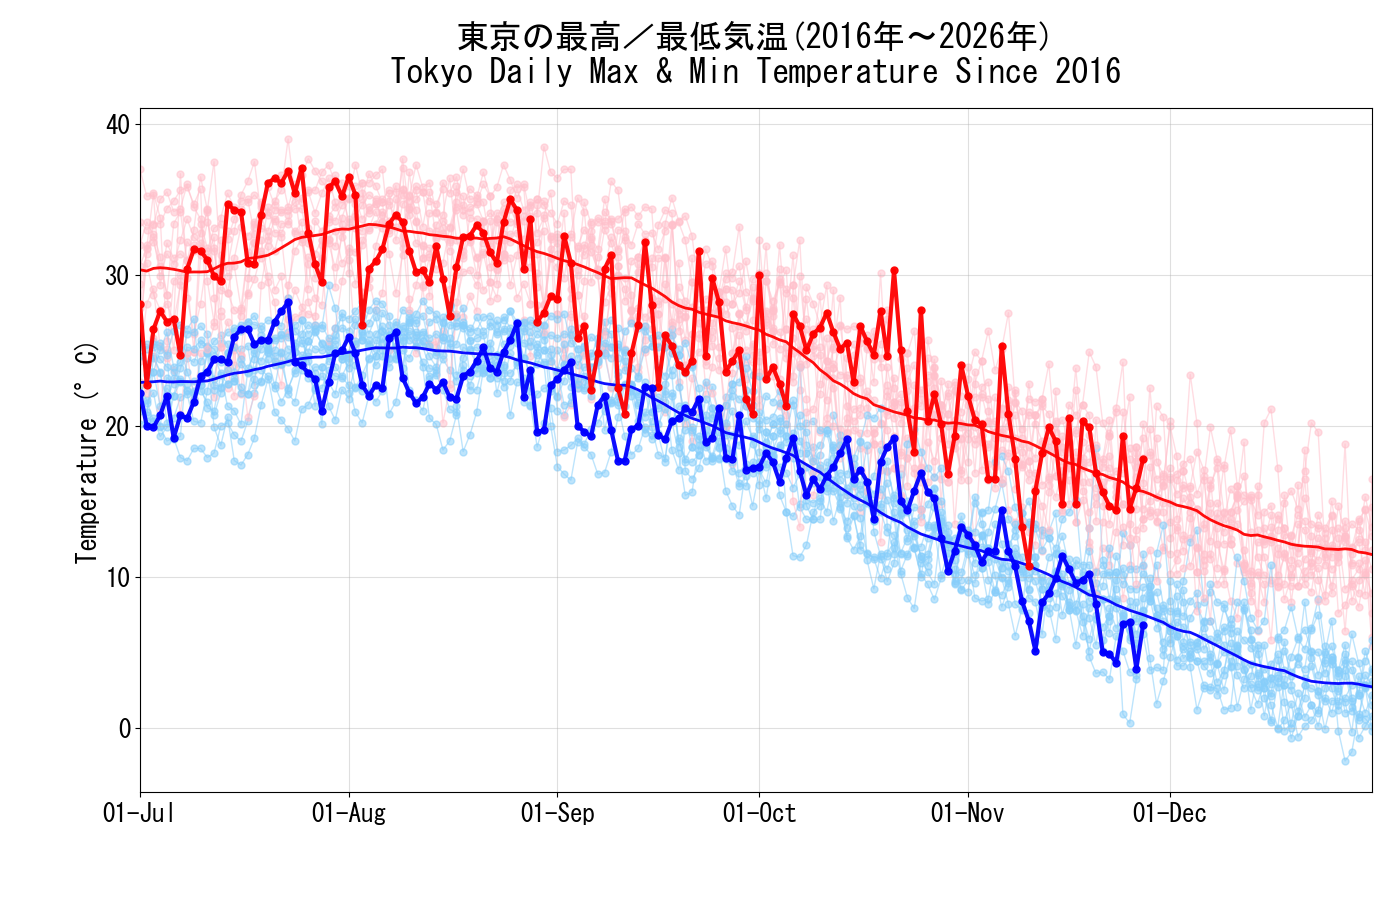 東京の最高／最低気温(2016年～2026年)
Tokyo Daily Max & Min Temperature Since 2016
Temperature (°C)
40
30
20
10
0
01-Jul 01-Aug 01-Sep 01-Oct 01-Nov 01-Dec